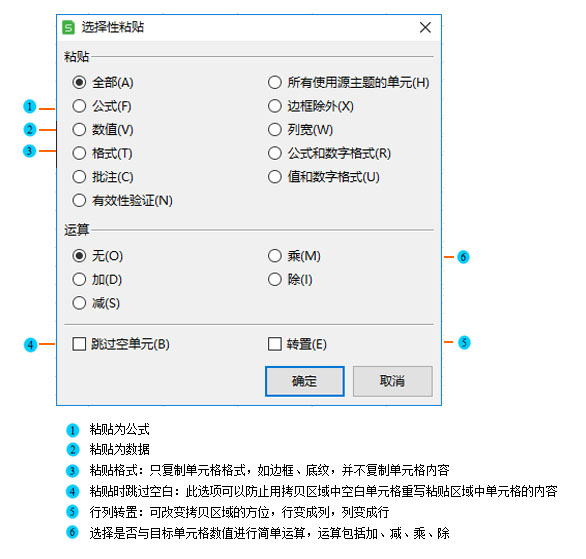 S 选择性粘贴
粘贴
全部(A) 所有使用源主题的单元(H)
1 公式(F) 边框除外(X)
2 数值(V) 列宽(W)
3 格式(T) 公式和数字格式(R)
批注(C) 值和数字格式(U)
有效性验证(N)
运算
无(O) 乘(M) 6
加(D) 除(I)
减(S)
4 跳过空单元(B) 转置(E) 5
确定 取消
1 粘贴为公式
2 粘贴为数据
3 粘贴格式：只复制单元格格式，如边框、底纹，并不复制单元格内容
4 粘贴时跳过空白：此选项可以防止用拷贝区域中空白单元格重写粘贴区域中单元格的内容
5 行列转置：可改变拷贝区域的方位，行变成列，列变成行
6 选择是否与目标单元格数值进行简单运算，运算包括加、减、乘、除